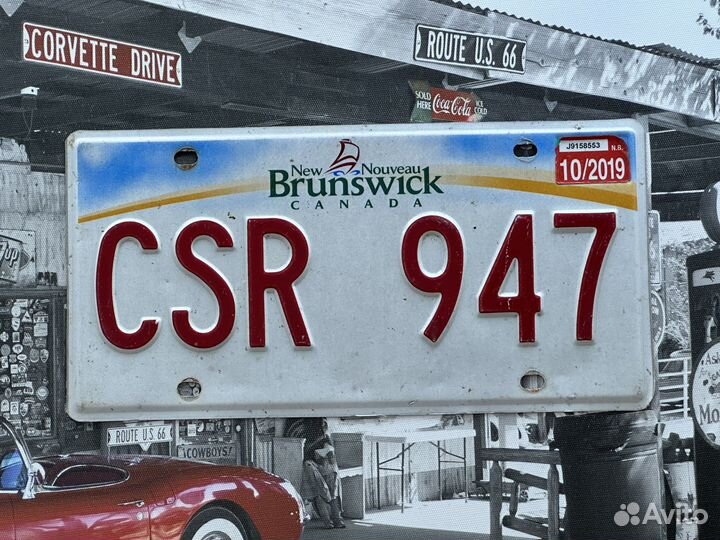 CORVETTE DRIVE
ROUTE U.S. 66
SOLD HERE
Coca-Cola
ICE COLD
J9158553 N.B.
10/2019
New Nouveau
Brunswick
CANADA
CSR 947
7up
ROUTE U.S. 66
¡COWBOYS!
Avito